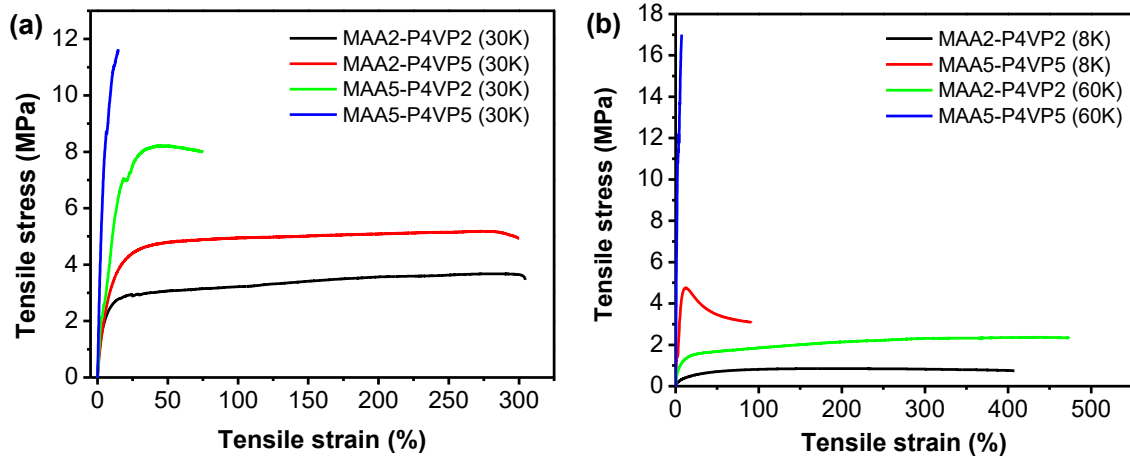 (a)
12
10
8
6
4
2
0
Tensile stress (MPa)
MAA2-P4VP2 (30K)
MAA2-P4VP5 (30K)
MAA5-P4VP2 (30K)
MAA5-P4VP5 (30K)
0 50 100 150 200 250 300
Tensile strain (%)
(b)
18
16
14
12
10
8
6
4
2
0
Tensile stress (MPa)
MAA2-P4VP2 (8K)
MAA5-P4VP5 (8K)
MAA2-P4VP2 (60K)
MAA5-P4VP5 (60K)
0 100 200 300 400 500
Tensile strain (%)